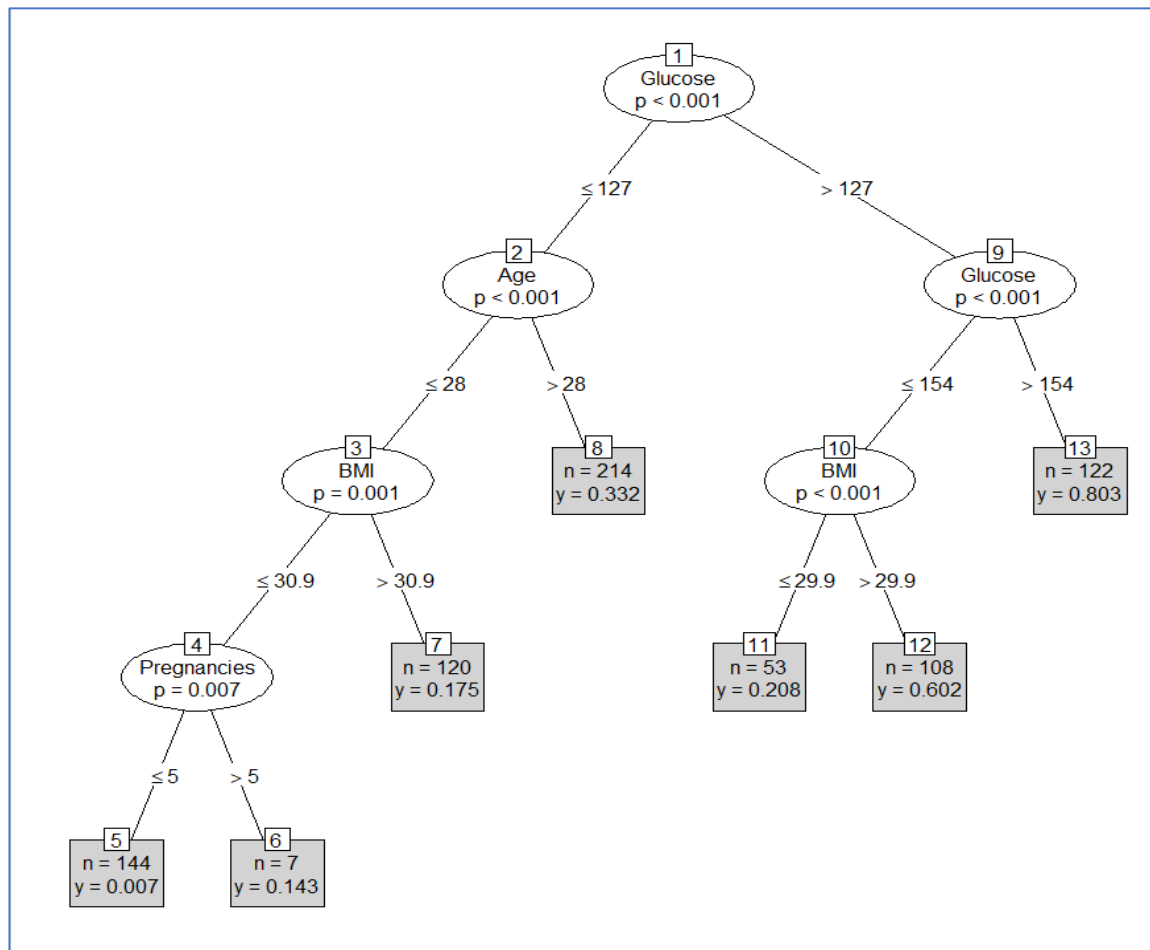 1
Glucose
p < 0.001
≤ 127
> 127
2
Age
p < 0.001
9
Glucose
p < 0.001
≤ 28
> 28
≤ 154
> 154
3
BMI
p = 0.001
8
n = 214
y = 0.332
10
BMI
p < 0.001
13
n = 122
y = 0.803
≤ 30.9
> 30.9
≤ 29.9
> 29.9
4
Pregnancies
p = 0.007
7
n = 120
y = 0.175
11
n = 53
y = 0.208
12
n = 108
y = 0.602
≤ 5
> 5
5
n = 144
y = 0.007
6
n = 7
y = 0.143